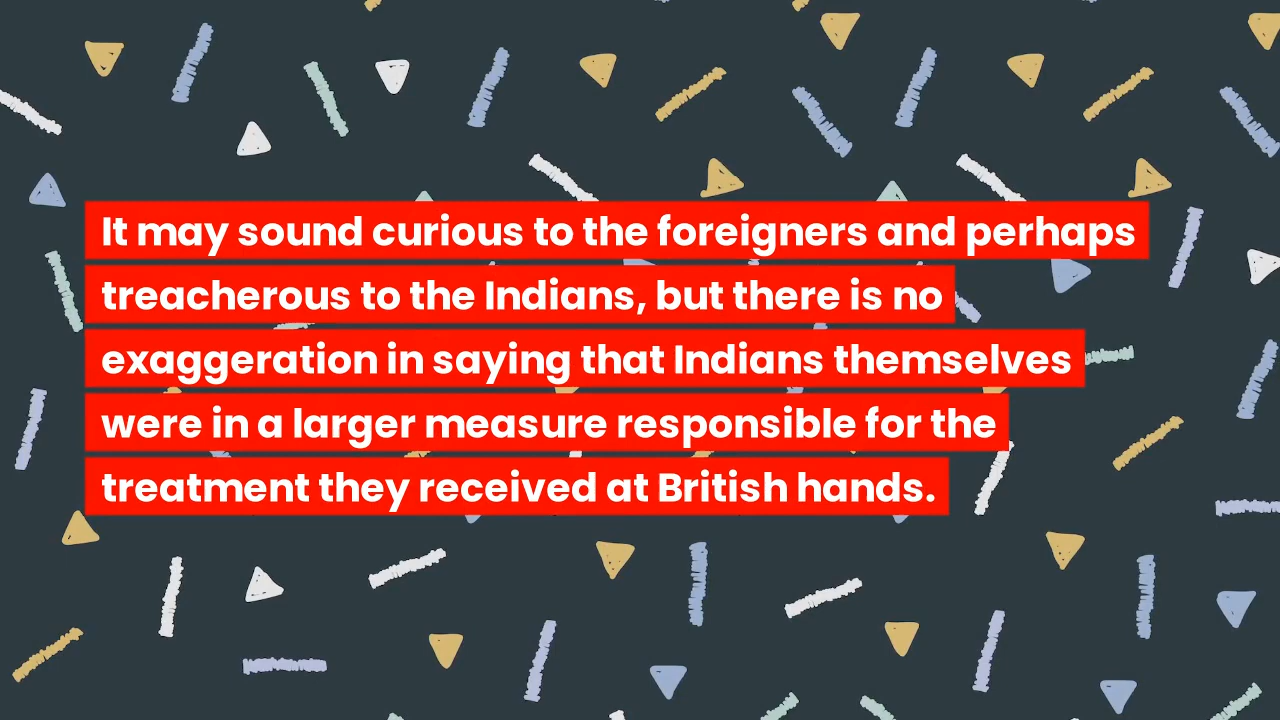 It may sound curious to the foreigners and perhaps
treacherous to the Indians, but there is no
exaggeration in saying that Indians themselves
were in a larger measure responsible for the
treatment they received at British hands.